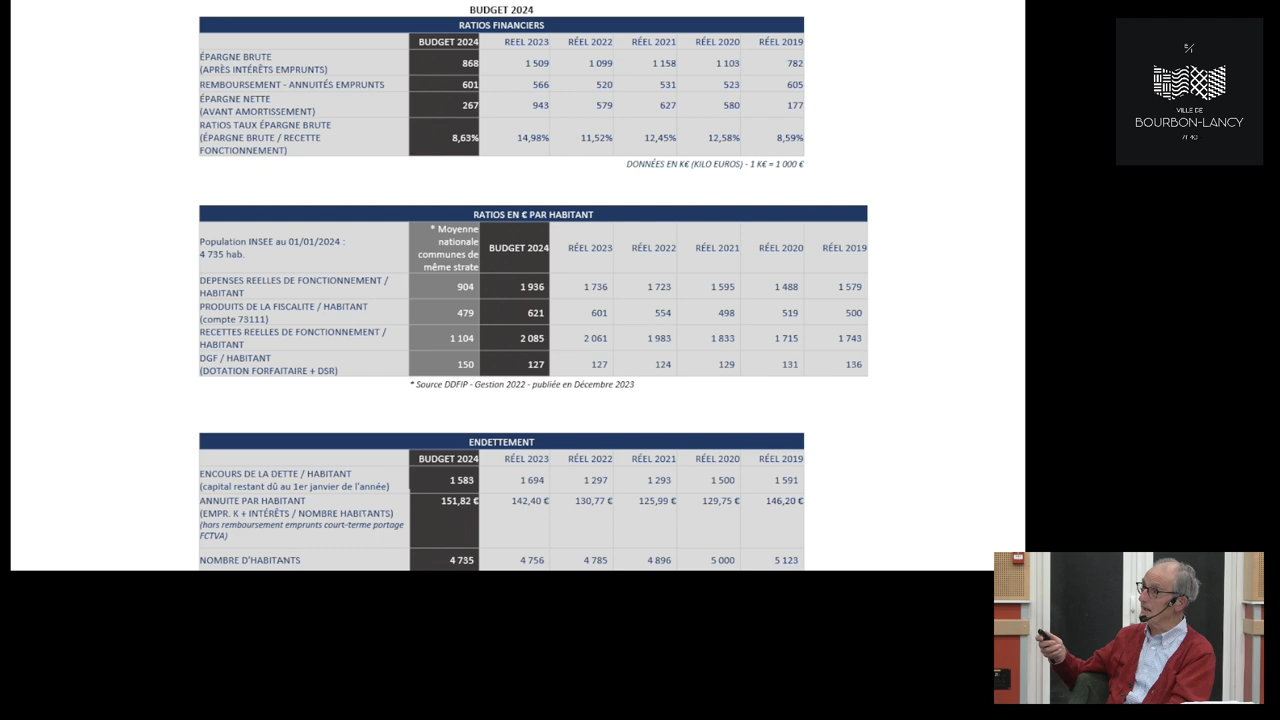 BUDGET 2024
RATIOS FINANCIERS
BUDGET 2024 REEL 2023 RÉEL 2022 RÉEL 2021 RÉEL 2020 RÉEL 2019
ÉPARGNE BRUTE
(APRÈS INTÉRÊTS EMPRUNTS) 868 1 509 1 099 1 158 1 103 782
REMBOURSEMENT - ANNUITÉS EMPRUNTS 601 566 520 531 523 605
ÉPARGNE NETTE
(AVANT AMORTISSEMENT) 267 943 579 627 580 177
RATIOS TAUX ÉPARGNE BRUTE
(ÉPARGNE BRUTE / RECETTE 8,63% 14,98% 11,52% 12,45% 12,58% 8,59%
FONCTIONNEMENT)
DONNÉES EN K€ (KILO EUROS) - 1 K€ = 1 000 €
VILLE DE
BOURBON-LANCY
RATIOS EN € PAR HABITANT
Population INSEE au 01/01/2024 :
4 735 hab.
* Moyenne
nationale
communes de
même strate
BUDGET 2024 RÉEL 2023 RÉEL 2022 RÉEL 2021 RÉEL 2020 RÉEL 2019
DEPENSES REELLES DE FONCTIONNEMENT /
HABITANT 904 1 936 1 736 1 723 1 595 1 488 1 579
PRODUITS DE LA FISCALITE / HABITANT
(compte 73111) 479 621 601 554 498 519 500
RECETTES REELLES DE FONCTIONNEMENT /
HABITANT 1 104 2 085 2 061 1 983 1 833 1 715 1 743
DGF / HABITANT
(DOTATION FORFAITAIRE + DSR) 150 127 127 124 129 131 136
* Source DDFIP - Gestion 2022 - publiée en Décembre 2023
ENDETTEMENT
BUDGET 2024 RÉEL 2023 RÉEL 2022 RÉEL 2021 RÉEL 2020 RÉEL 2019
ENCOURS DE LA DETTE / HABITANT
(capital restant dû au 1er janvier de l'année) 1 583 1 694 1 297 1 293 1 500 1 591
ANNUITE PAR HABITANT 151,82 € 142,40 € 130,77 € 125,99 € 129,75 € 146,20 €
(EMPR. K + INTÉRÊTS / NOMBRE HABITANTS)
(hors remboursement emprunts court-terme portage
FCTVA)
NOMBRE D'HABITANTS 4 735 4 756 4 785 4 896 5 000 5 123